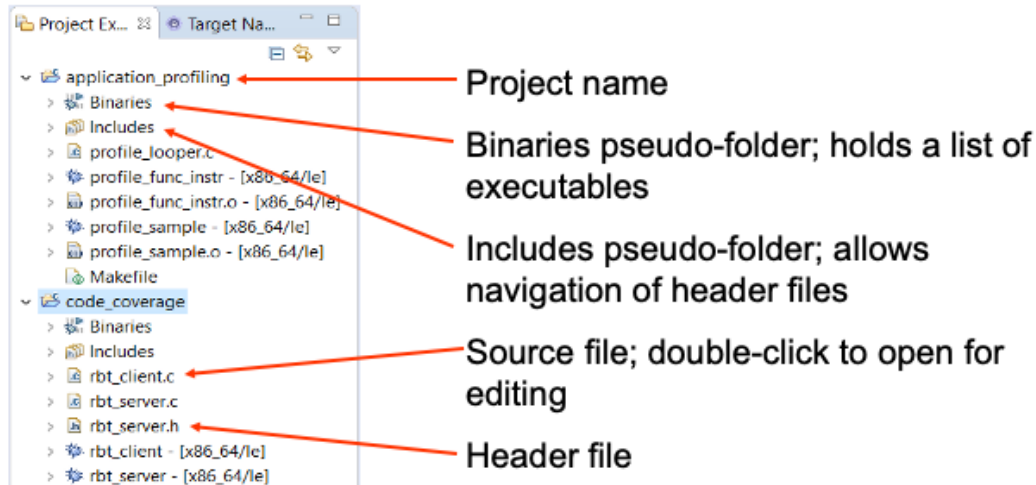 Project Ex... Target Na...
application_profiling
Binaries
Includes
profile_looper.c
profile_func_instr - [x86_64/le]
profile_func_instr.o - [x86_64/le]
profile_sample - [x86_64/le]
profile_sample.o - [x86_64/le]
Makefile
code_coverage
Binaries
Includes
rbt_client.c
rbt_server.c
rbt_server.h
rbt_client - [x86_64/le]
rbt_server - [x86_64/le]
Project name
Binaries pseudo-folder; holds a list of
executables
Includes pseudo-folder; allows
navigation of header files
Source file; double-click to open for
editing
Header file